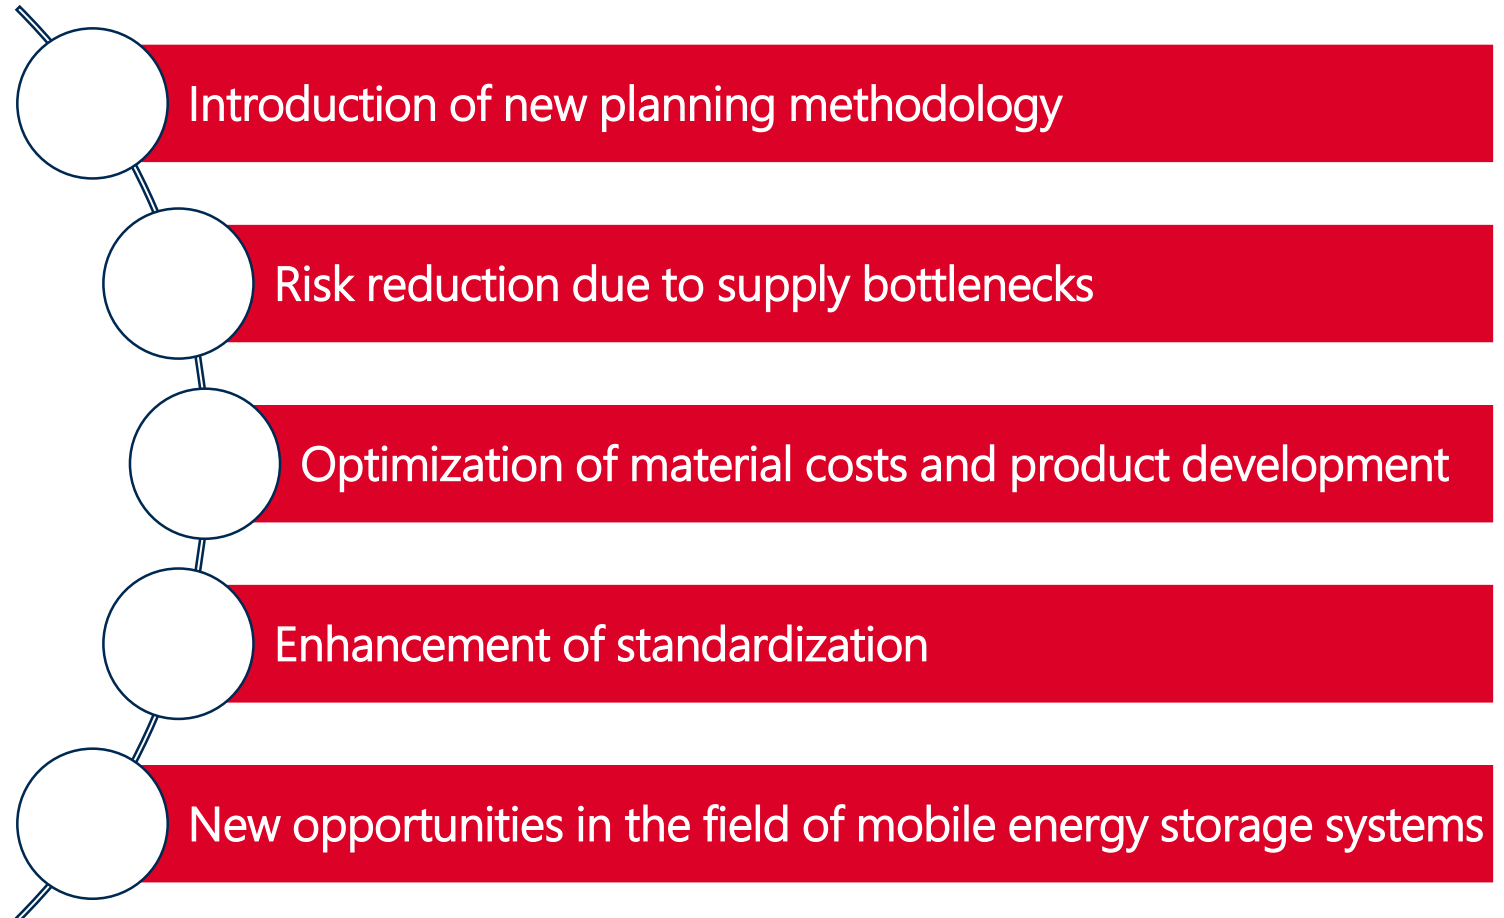 Introduction of new planning methodology
Risk reduction due to supply bottlenecks
Optimization of material costs and product development
Enhancement of standardization
New opportunities in the field of mobile energy storage systems